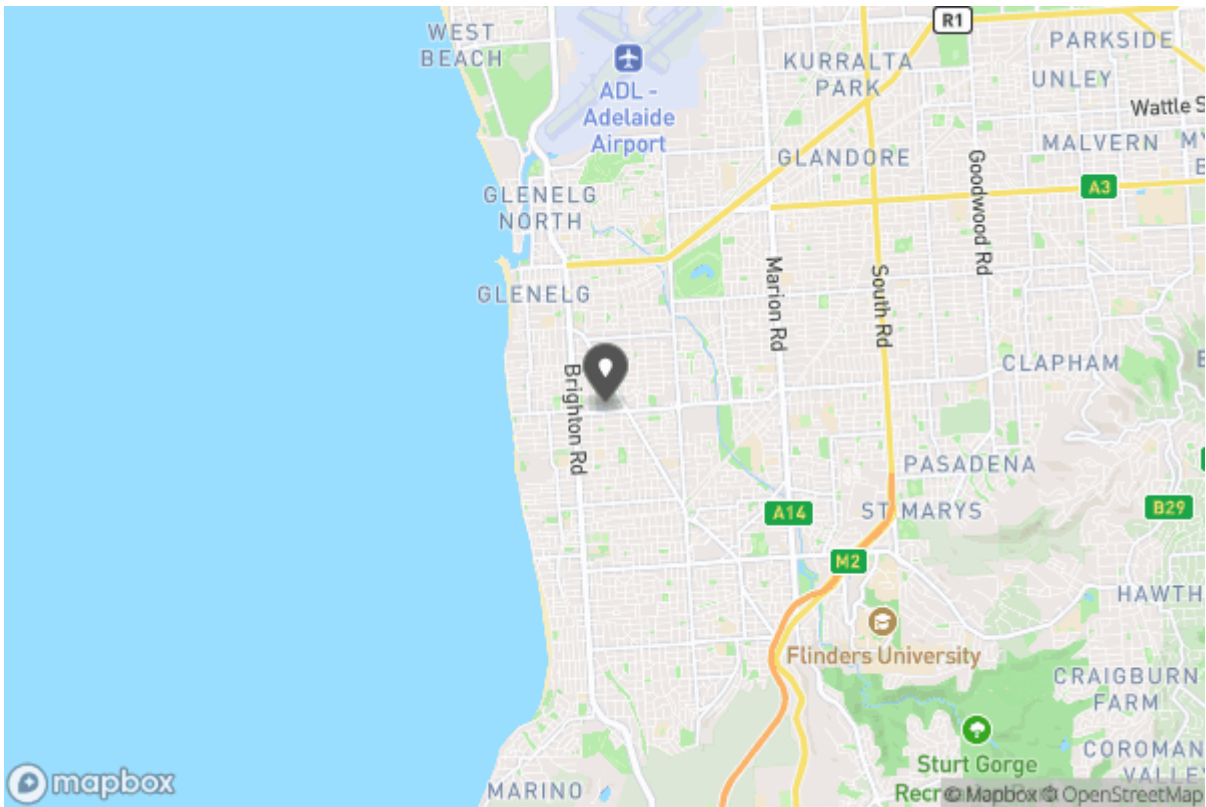 R1
WEST
BEACH
PARKSIDE
KURRALTA
PARK
UNLEY
ADL -
Adelaide
Airport
Wattle S
MALVERN
MY
GLANDORE
A3
GLENELG
NORTH
Goodwood Rd
Marion Rd
South Rd
GLENELG
CLAPHAM
Brighton Rd
PASADENA
A14
ST MARYS
B29
M2
HAWTH
Flinders University
CRAIGBURN
FARM
Sturt Gorge
Recr
COROMAN
VALLEY
MARINO
mapbox
© Mapbox © OpenStreetMap